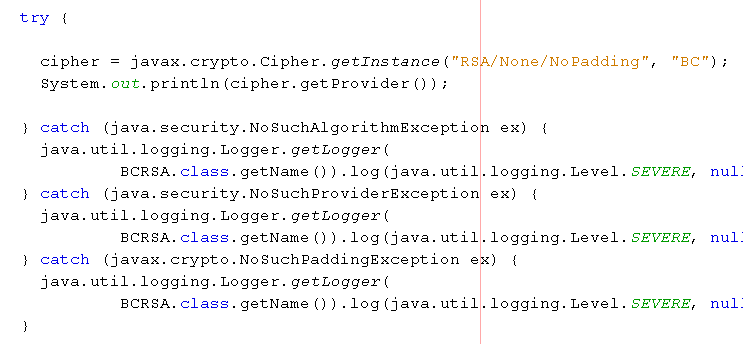 try {
cipher = javax.crypto.Cipher.getInstance("RSA/None/NoPadding", "BC");
System.out.println(cipher.getProvider());
} catch (java.security.NoSuchAlgorithmException ex) {
java.util.logging.Logger.getLogger(
BCRSA.class.getName()).log(java.util.logging.Level.SEVERE, null
} catch (java.security.NoSuchProviderException ex) {
java.util.logging.Logger.getLogger(
BCRSA.class.getName()).log(java.util.logging.Level.SEVERE, null
} catch (javax.crypto.NoSuchPaddingException ex) {
java.util.logging.Logger.getLogger(
BCRSA.class.getName()).log(java.util.logging.Level.SEVERE, null
}